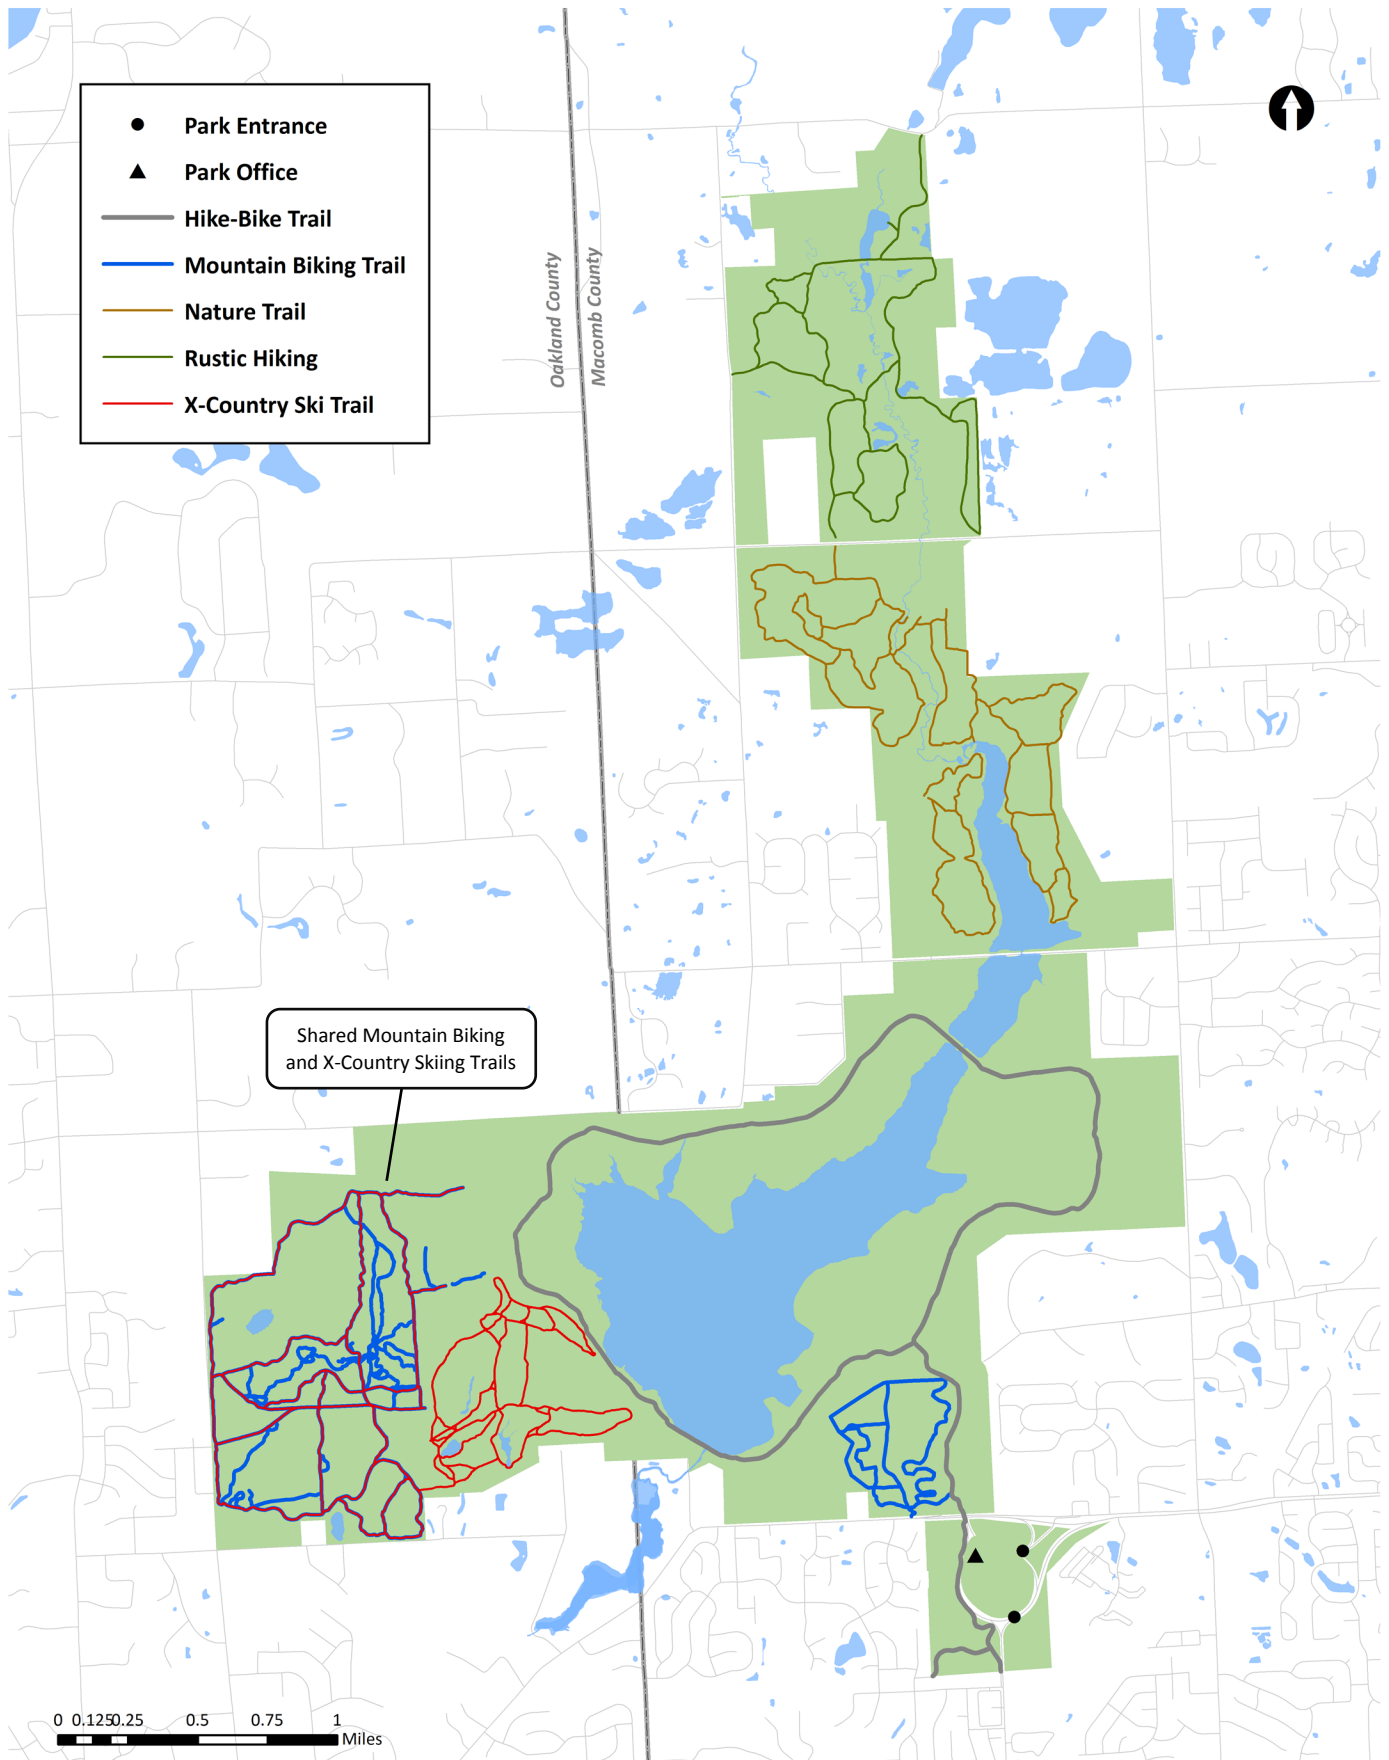 Park Entrance
Park Office
Hike-Bike Trail
Mountain Biking Trail
Nature Trail
Rustic Hiking
X-Country Ski Trail
Oakland County
Macomb County
Shared Mountain Biking
and X-Country Skiing Trails
0 0.125 0.25 0.5 0.75 1
Miles